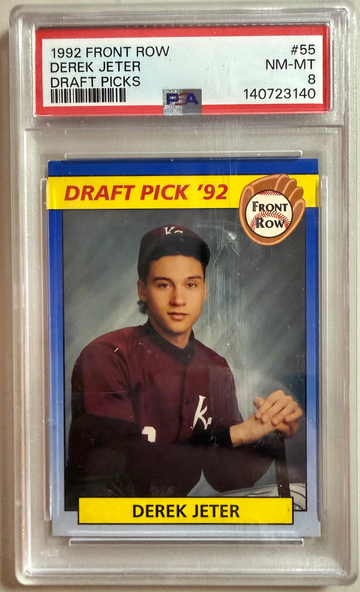 1992 FRONT ROW #55
DEREK JETER NM-MT
DRAFT PICKS 8
PSA 140723140
DRAFT PICK '92
FRONT
ROW
K
K
DEREK JETER